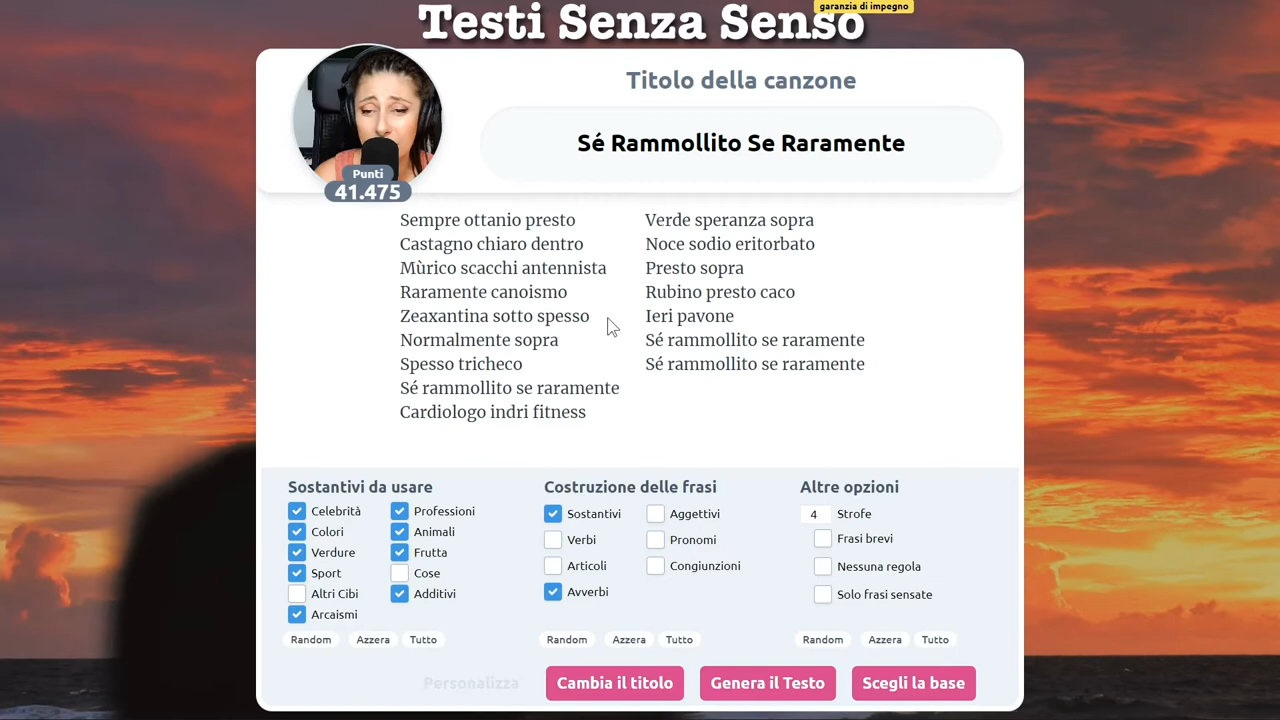 garanzia di impegno
Testi Senza Senso
Titolo della canzone
Sé Rammollito Se Raramente
Punti
41.475
Sempre ottanio presto
Castagno chiaro dentro
Mùrico scacchi antennista
Raramente canoismo
Zeaxantina sotto spesso
Normalmente sopra
Spesso tricheco
Sé rammollito se raramente
Cardiologo indri fitness
Verde speranza sopra
Noce sodio eritorbato
Presto sopra
Rubino presto caco
Ieri pavone
Sé rammollito se raramente
Sé rammollito se raramente
Sostantivi da usare
Celebrità
Professioni
Colori
Animali
Verdure
Frutta
Sport
Cose
Altri Cibi
Additivi
Arcaismi
Random Azzera Tutto
Costruzione delle frasi
Sostantivi
Aggettivi
Verbi
Pronomi
Articoli
Congiunzioni
Avverbi
Random Azzera Tutto
Altre opzioni
4 Strofe
Frasi brevi
Nessuna regola
Solo frasi sensate
Random Azzera Tutto
Personalizza
Cambia il titolo
Genera il Testo
Scegli la base